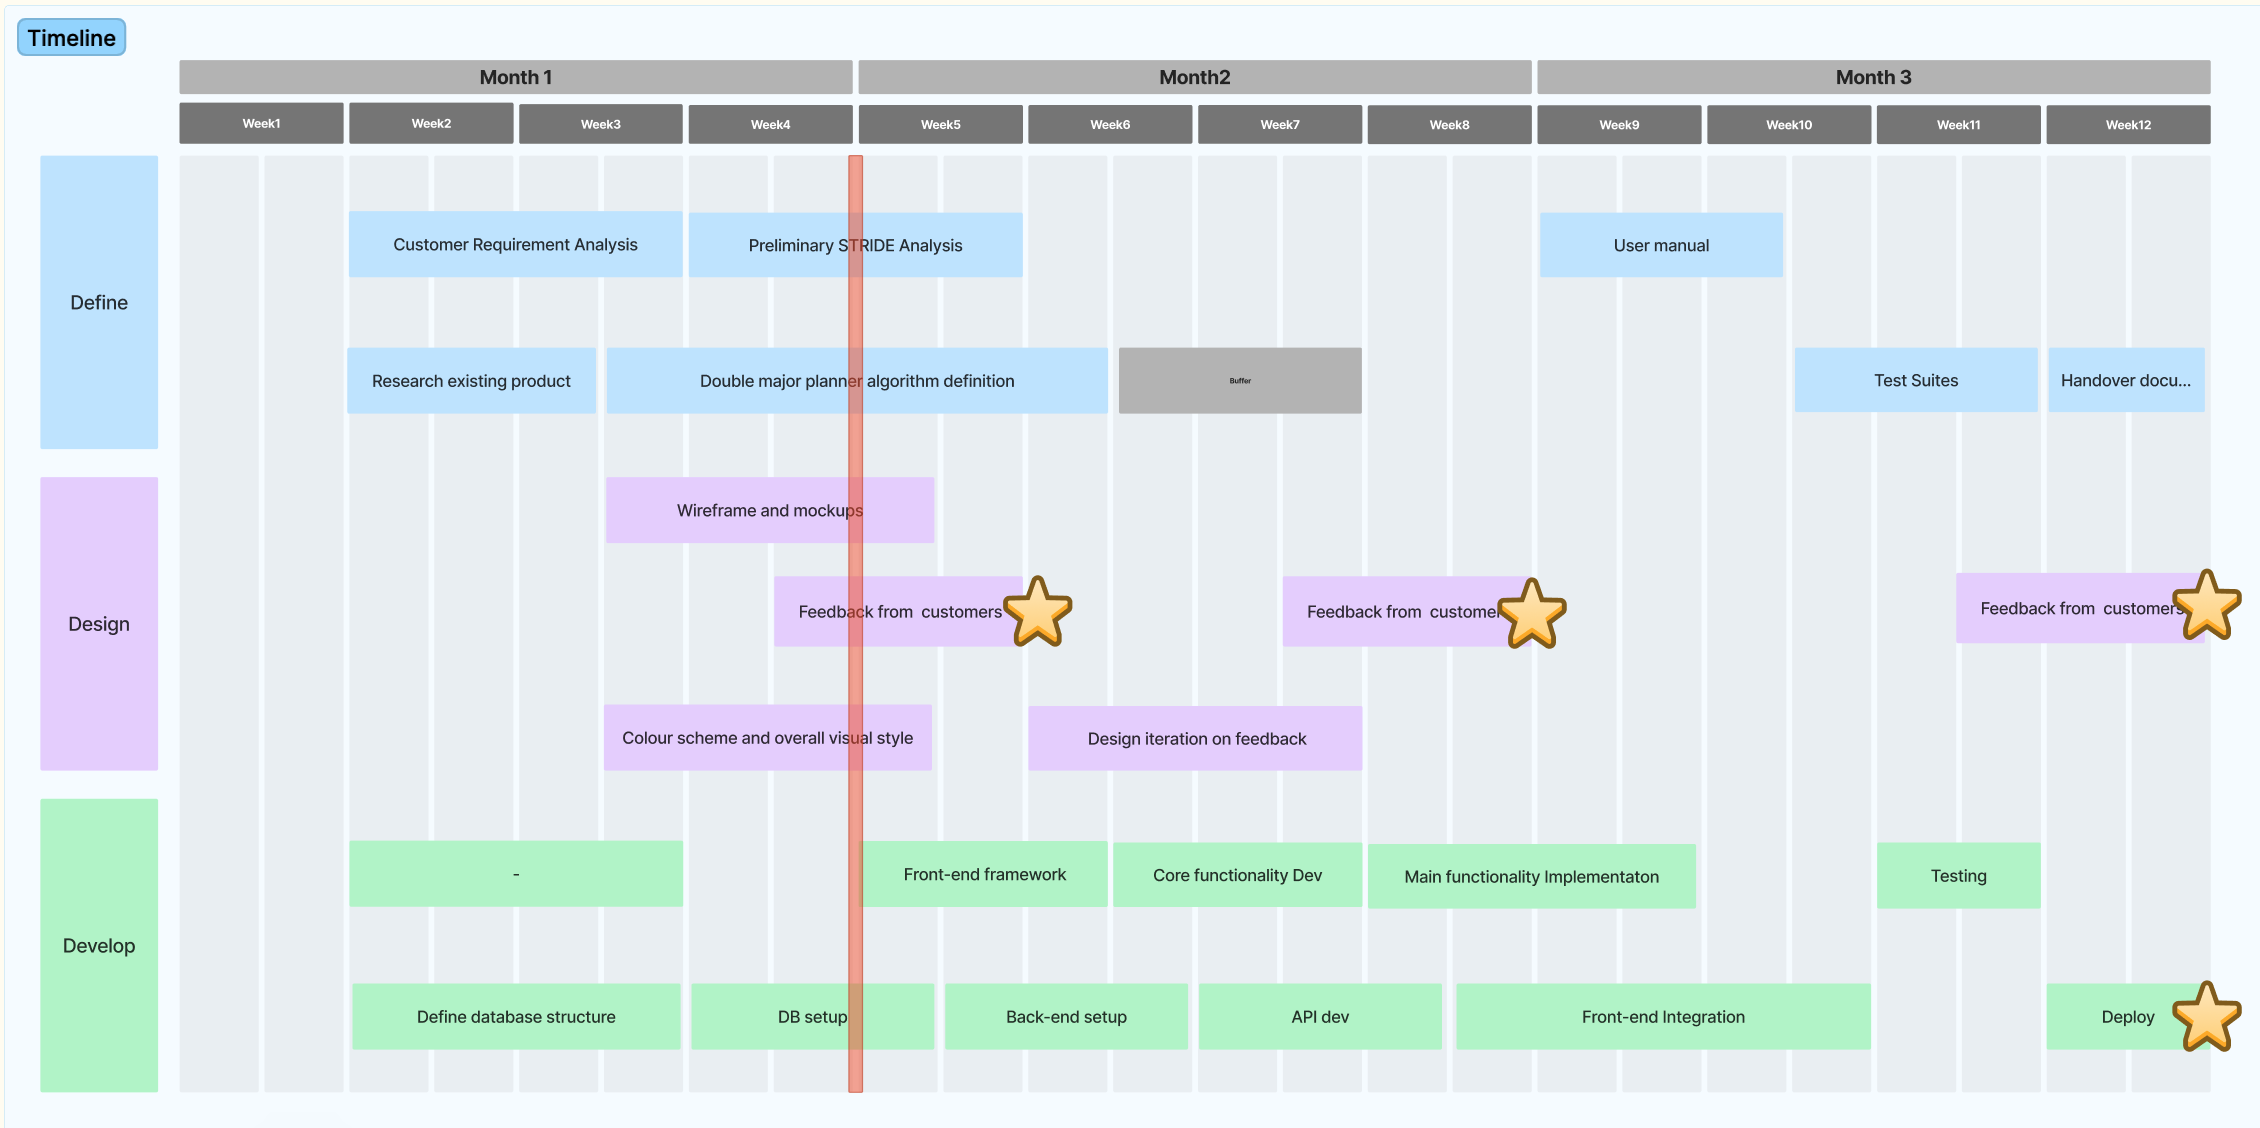 Timeline
Month 1
Month2
Month 3
Week1
Week2
Week3
Week4
Week5
Week6
Week7
Week8
Week9
Week10
Week11
Week12
Define
Customer Requirement Analysis
Preliminary STRIDE Analysis
User manual
Research existing product
Double major planner algorithm definition
Buffer
Test Suites
Handover docu...
Design
Wireframe and mockups
Feedback from  customers
Feedback from  customer
Feedback from  customers
Colour scheme and overall visual style
Design iteration on feedback
Develop
-
Front-end framework
Core functionality Dev
Main functionality Implementaton
Testing
Define database structure
DB setup
Back-end setup
API dev
Front-end Integration
Deploy